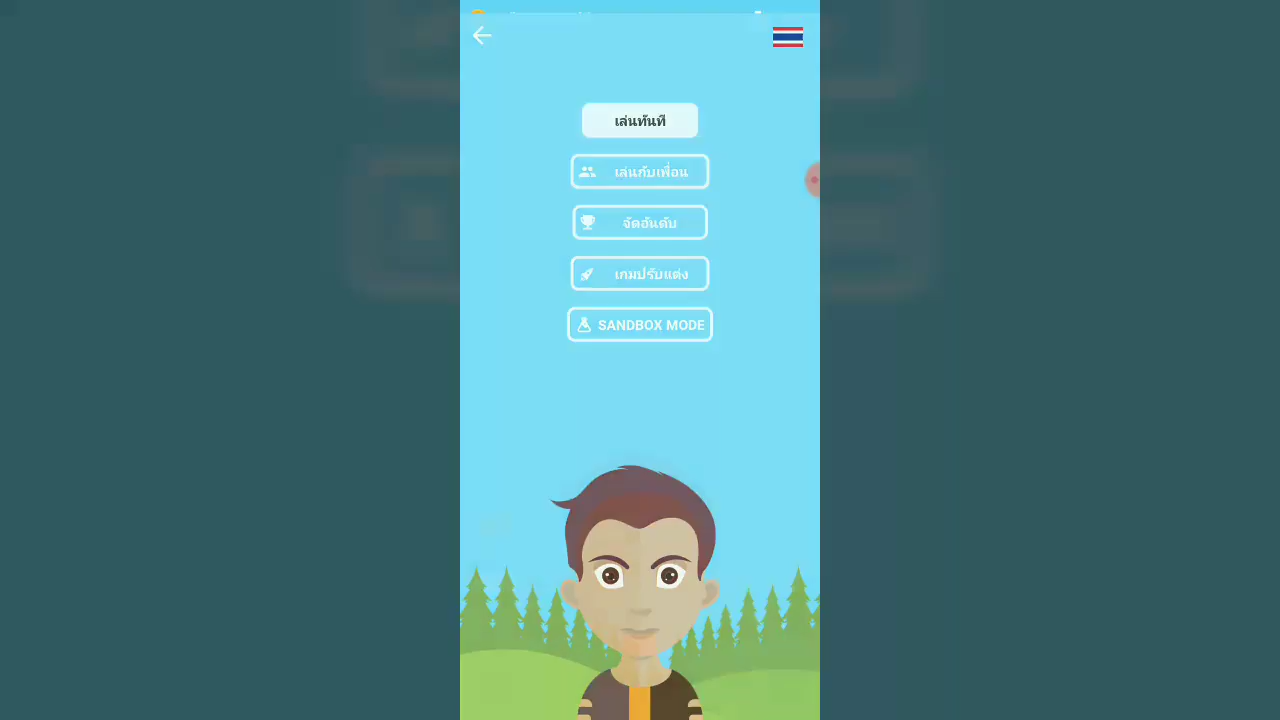 เล่นทันที
เล่นกับเพื่อน
จัดอันดับ
เกมปรับแต่ง
SANDBOX MODE